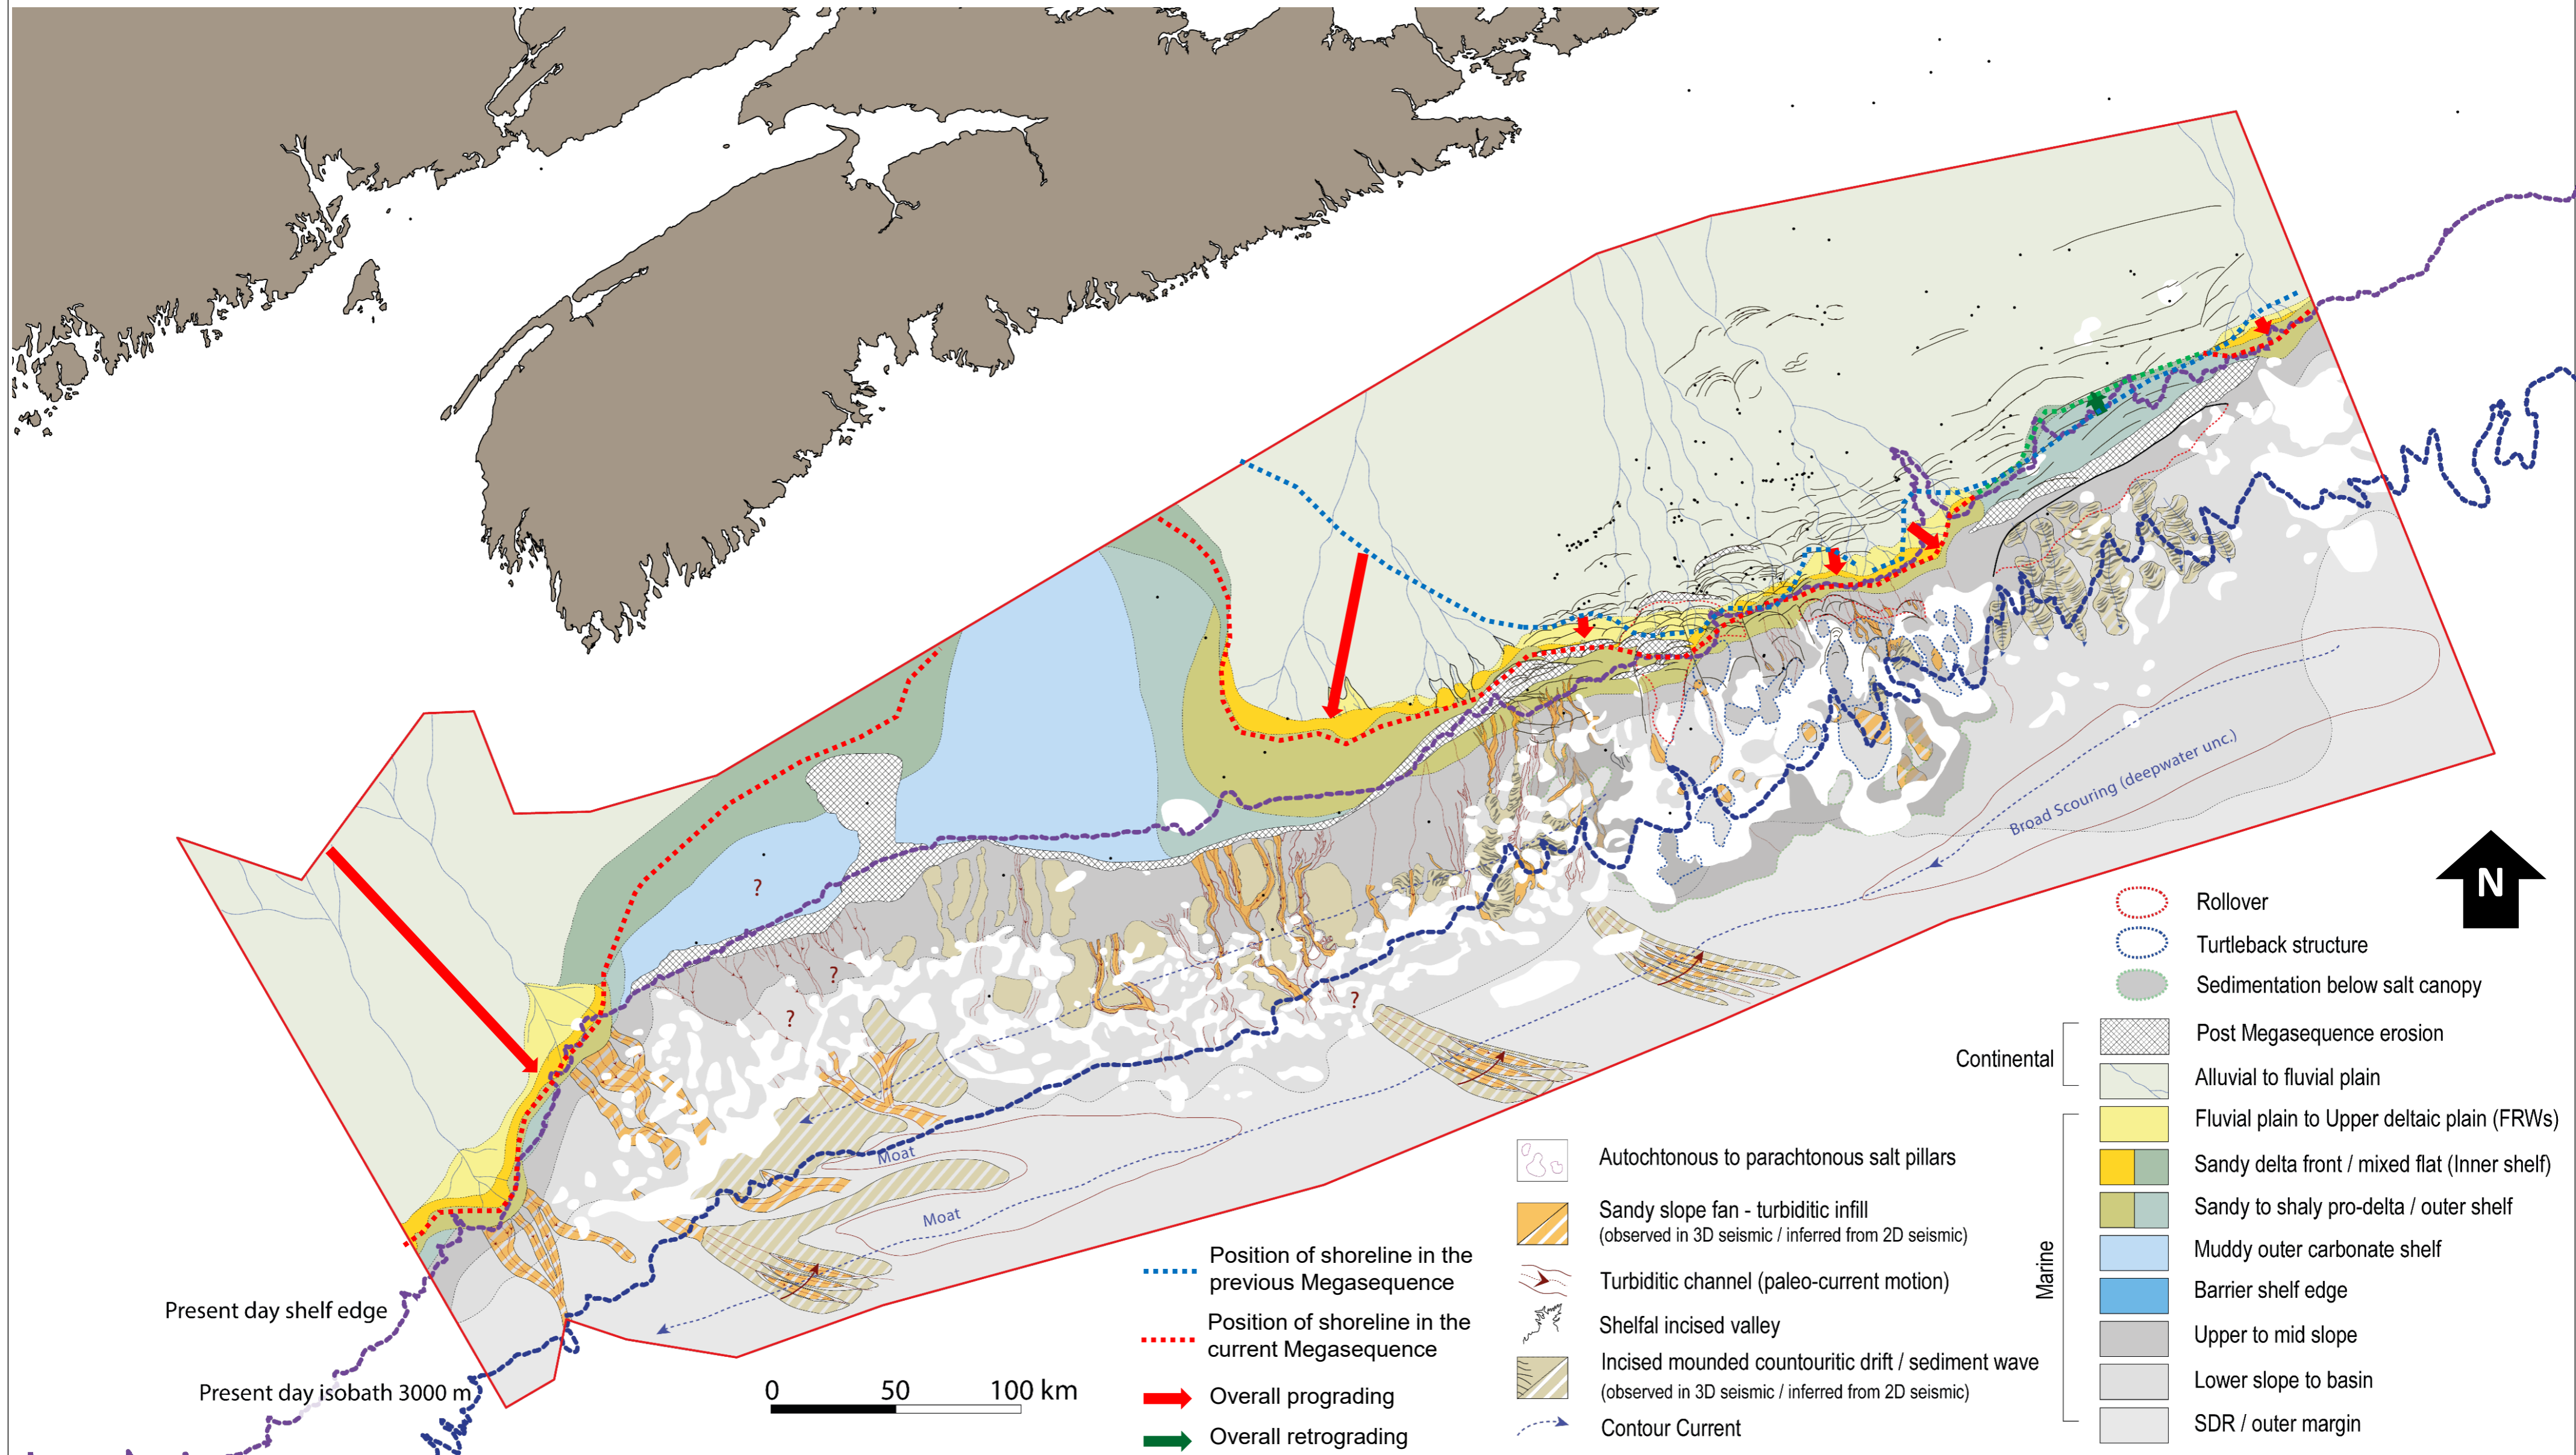 Broad Scouring (deepwater unc.)
?
?
?
?
Moat
Moat
N
Present day shelf edge
Present day isobath 3000 m
0 50 100 km
Position of shoreline in the
previous Megasequence
Position of shoreline in the
current Megasequence
Overall prograding
Overall retrograding
Autochtonous to parachtonous salt pillars
Sandy slope fan - turbiditic infill
(observed in 3D seismic / inferred from 2D seismic)
Turbiditic channel (paleo-current motion)
Shelfal incised valley
Incised mounded countouritic drift / sediment wave
(observed in 3D seismic / inferred from 2D seismic)
Contour Current
Rollover
Turtleback structure
Sedimentation below salt canopy
Continental
Post Megasequence erosion
Alluvial to fluvial plain
Marine
Fluvial plain to Upper deltaic plain (FRWs)
Sandy delta front / mixed flat (Inner shelf)
Sandy to shaly pro-delta / outer shelf
Muddy outer carbonate shelf
Barrier shelf edge
Upper to mid slope
Lower slope to basin
SDR / outer margin